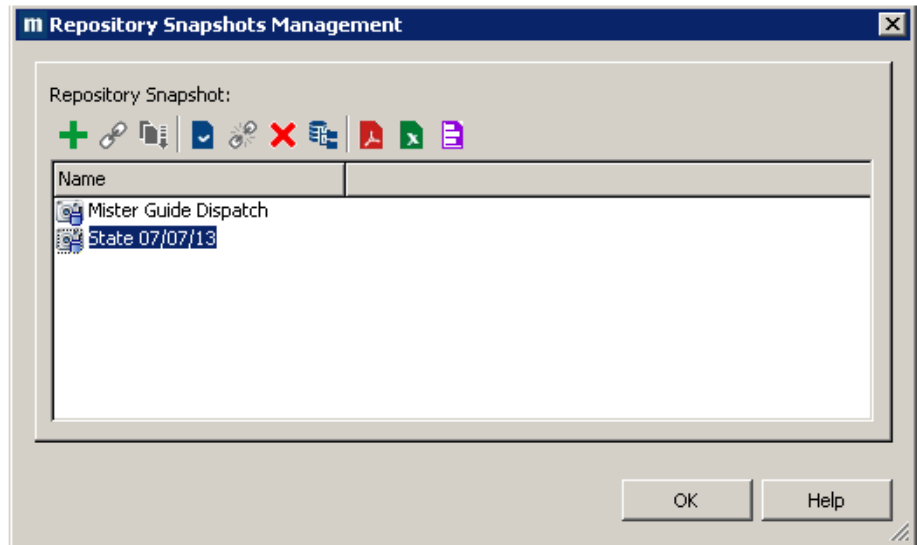 m Repository Snapshots Management
Repository Snapshot:
Name
Mister Guide Dispatch
State 07/07/13
OK Help